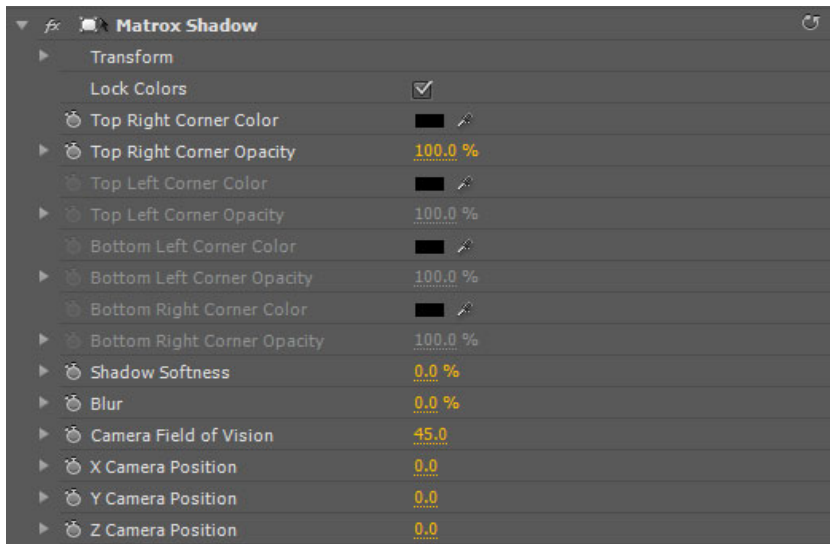 fx Matrox Shadow
Transform
Lock Colors
Top Right Corner Color
Top Right Corner Opacity 100.0 %
Top Left Corner Color
Top Left Corner Opacity 100.0 %
Bottom Left Corner Color
Bottom Left Corner Opacity 100.0 %
Bottom Right Corner Color
Bottom Right Corner Opacity 100.0 %
Shadow Softness 0.0 %
Blur 0.0 %
Camera Field of Vision 45.0
X Camera Position 0.0
Y Camera Position 0.0
Z Camera Position 0.0